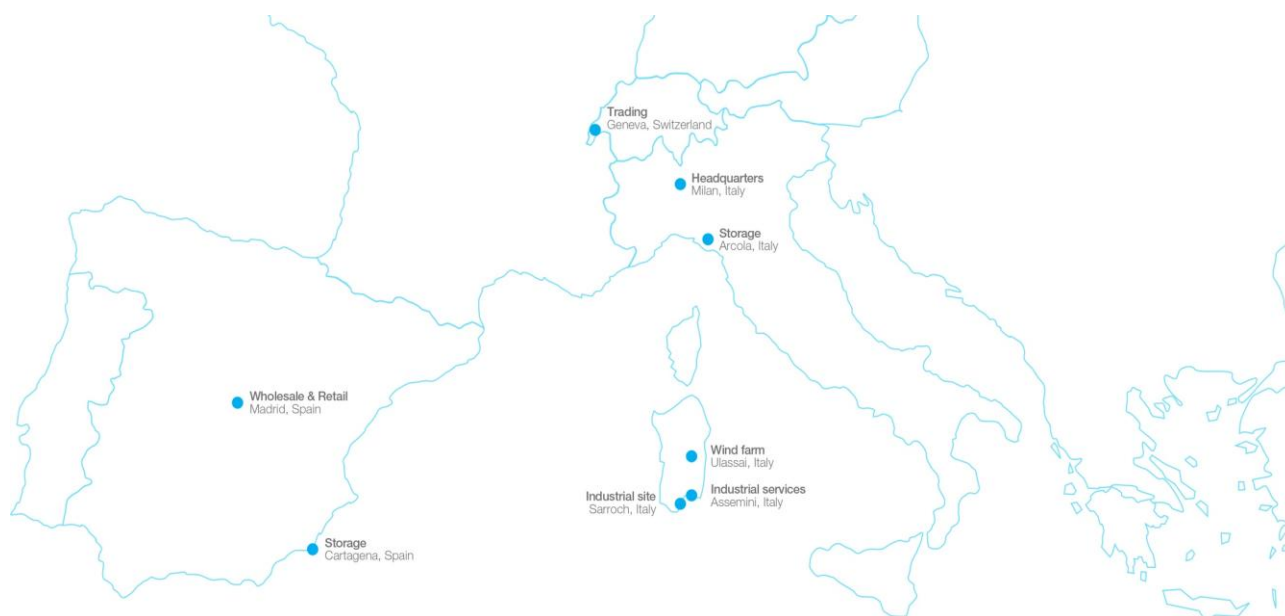 Trading
Geneva, Switzerland
Headquarters
Milan, Italy
Storage
Arcola, Italy
Wholesale & Retail
Madrid, Spain
Wind farm
Ulassai, Italy
Industrial services
Assemini, Italy
Industrial site
Sarroch, Italy
Storage
Cartagena, Spain